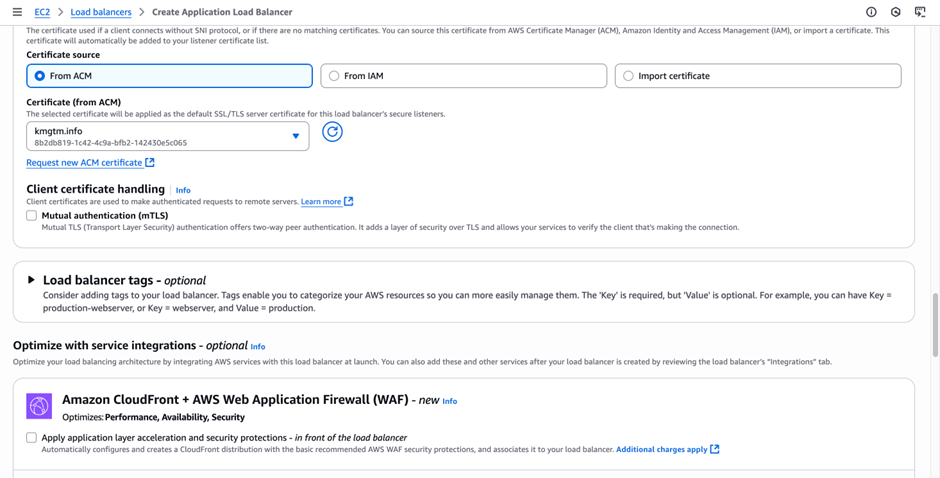 EC2 > Load balancers > Create Application Load Balancer
The certificate used if a client connects without SNI protocol, or if there are no matching certificates. You can source this certificate from AWS Certificate Manager (ACM), Amazon Identity and Access Management (IAM), or import a certificate. This
certificate will automatically be added to your listener certificate list.
Certificate source
From ACM
From IAM
Import certificate
Certificate (from ACM)
The selected certificate will be applied as the default SSL/TLS server certificate for this load balancer's secure listeners.
kmgtm.info
8b2db819-1c42-4c9a-bfb2-142430e5c065
Request new ACM certificate
Client certificate handling | Info
Client certificates are used to make authenticated requests to remote servers. Learn more
Mutual authentication (mTLS)
Mutual TLS (Transport Layer Security) authentication offers two-way peer authentication. It adds a layer of security over TLS and allows your services to verify the client that's making the connection.
Load balancer tags - optional
Consider adding tags to your load balancer. Tags enable you to categorize your AWS resources so you can more easily manage them. The 'Key' is required, but 'Value' is optional. For example, you can have Key =
production-webserver, or Key = webserver, and Value = production.
Optimize with service integrations - optional Info
Optimize your load balancing architecture by integrating AWS services with this load balancer at launch. You can also add these and other services after your load balancer is created by reviewing the load balancer's "Integrations" tab.
Amazon CloudFront + AWS Web Application Firewall (WAF) - new Info
Optimizes: Performance, Availability, Security
Apply application layer acceleration and security protections - in front of the load balancer
Automatically configures and creates a CloudFront distribution with the basic recommended AWS WAF security protections, and associates it to your load balancer. Additional charges apply